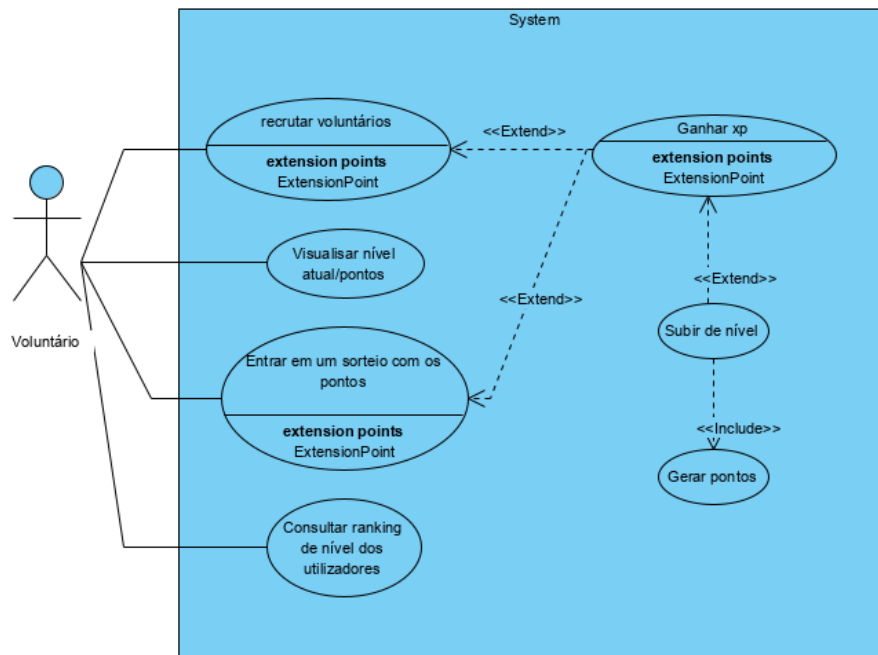 System
recrutar voluntários
extension points
ExtensionPoint
<<Extend>>
Ganhar xp
extension points
ExtensionPoint
Visualisar nível
atual/pontos
<<Extend>>
<<Extend>>
Voluntário
Entrar em um sorteio com os
pontos
extension points
ExtensionPoint
Subir de nível
<<Include>>
Gerar pontos
Consultar ranking
de nível dos
utilizadores